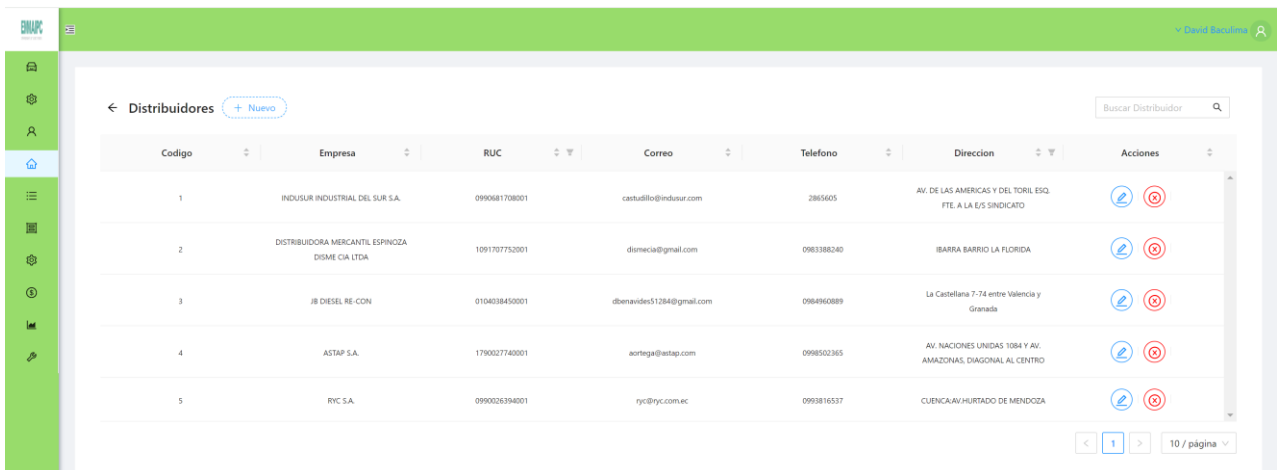 EMMAIPC
David Baculima
Distribuidores
+ Nuevo
Buscar Distribuidor
Codigo Empresa RUC Correo Telefono Direccion Acciones
1 INDUSUR INDUSTRIAL DEL SUR S.A. 0990681708001 castudillo@indusur.com 2865605 AV. DE LAS AMERICAS Y DEL TORIL ESQ.
FTE. A LA E/S SINDICATO
2 DISTRIBUIDORA MERCANTIL ESPINOZA
DISME CIA LTDA 1091707752001 dismecia@gmail.com 0983388240 IBARRA BARRIO LA FLORIDA
3 JB DIESEL RE-CON 0104038450001 dbenavides51284@gmail.com 0984960889 La Castellana 7-74 entre Valencia y
Granada
4 ASTAP S.A. 1790027740001 aortega@astap.com 0998502365 AV. NACIONES UNIDAS 1084 Y AV.
AMAZONAS, DIAGONAL AL CENTRO
5 RYC S.A. 0990026394001 ryc@ryc.com.ec 0993816537 CUENCA:AV.HURTADO DE MENDOZA
< 1 > 10 / página